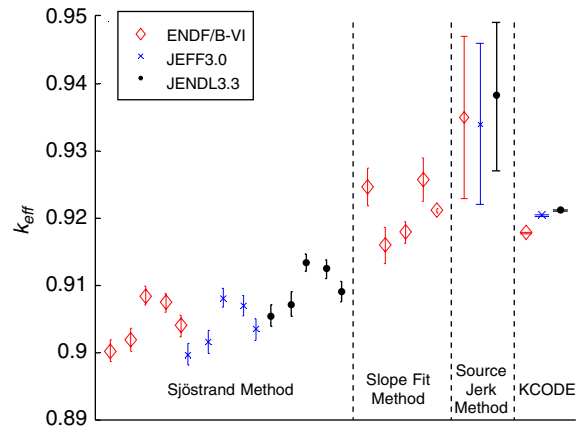 0.95
0.94
0.93
0.92
0.91
0.9
0.89
k_eff
ENDF/B-VI
JEFF3.0
JENDL3.3
Sjöstrand Method
Slope Fit
Method
Source
Jerk
Method
KCODE